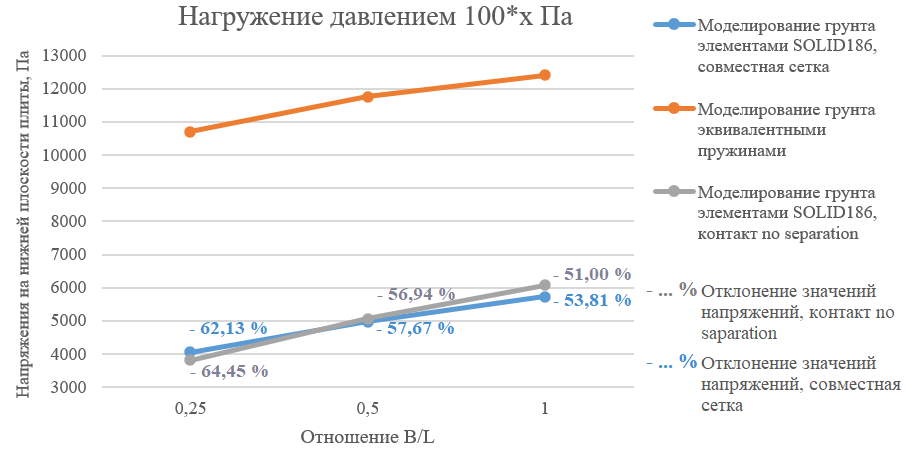 Нагружение давлением 100*x Па
Напряжения на нижней плоскости плиты, Па
13000
12000
11000
10000
9000
8000
7000
6000
5000
4000
3000
- 62,13 %
- 64,45 %
- 56,94 %
- 57,67 %
- 51,00 %
- 53,81 %
0,25
0,5
1
Отношение B/L
Моделирование грунта
элементами SOLID186,
совместная сетка
Моделирование грунта
эквивалентными
пружинами
Моделирование грунта
элементами SOLID186,
контакт no separation
- ... % Отклонение значений
напряжений, контакт no
saparation
- ... % Отклонение значений
напряжений, совместная
сетка